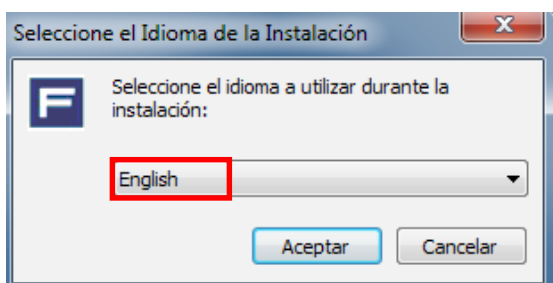 Seleccione el Idioma de la Instalación
x
F
Seleccione el idioma a utilizar durante la
instalación:
English
Aceptar
Cancelar